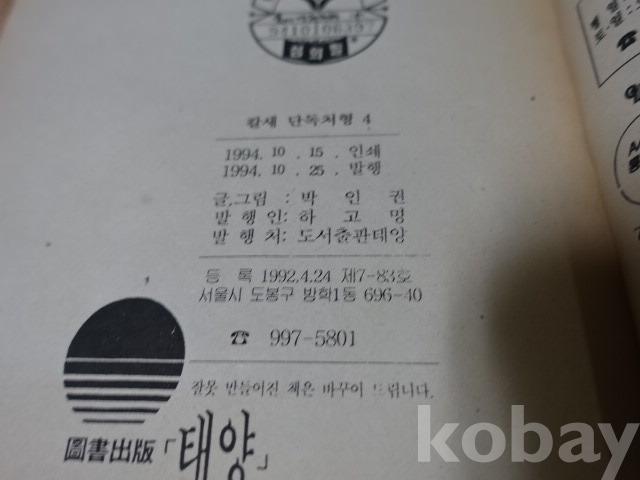 칼새 단독처형 4
1994. 10 . 15 . 인쇄
1994. 10 . 25 . 발행
글,그림 : 박 인 권
발 행 인: 하 고 명
발 행 처: 도서출판태양
등 록 1992.4.24 제7-83호
서울시 도봉구 방학1동 696-40
☎ 997-5801
잘못 만들어진 책은 바꾸어 드립니다.
圖書出版「태양」
kobay